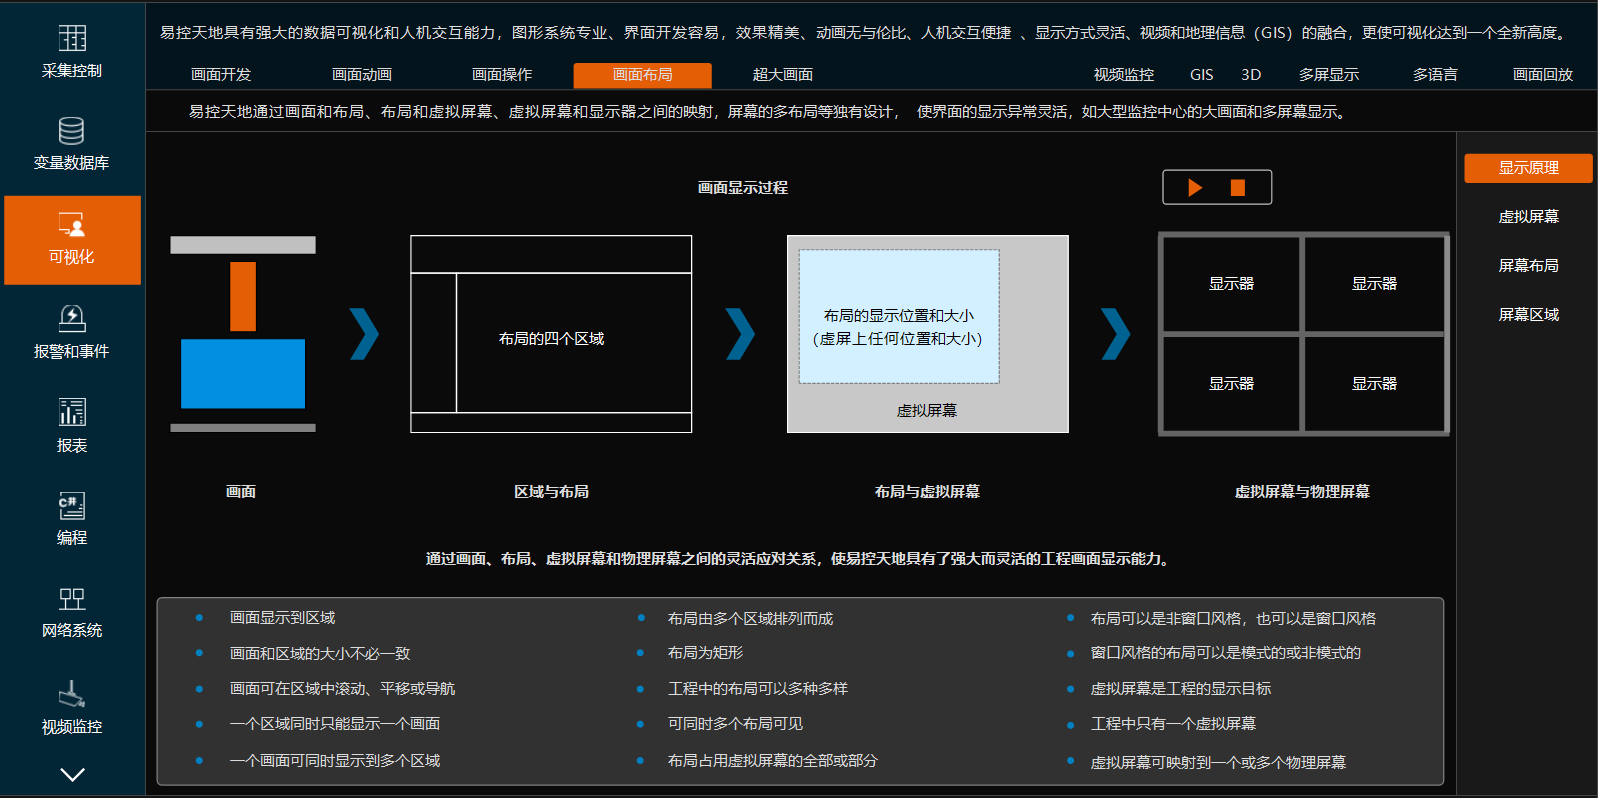 易控天地具有强大的数据可视化和人机交互能力，图形系统专业、界面开发容易，效果精美、动画无与伦比、人机交互便捷 、显示方式灵活、视频和地理信息（GIS）的融合，更使可视化达到一个全新高度。
画面开发 画面动画 画面操作 画面布局 超大画面 视频监控 GIS 3D 多屏显示 多语言 画面回放
易控天地通过画面和布局、布局和虚拟屏幕、虚拟屏幕和显示器之间的映射，屏幕的多布局等独有设计， 使界面的显示异常灵活，如大型监控中心的大画面和多屏幕显示。
采集控制
变量数据库
可视化
报警和事件
报表
C#
编程
网络系统
视频监控
画面显示过程
布局的四个区域
布局的显示位置和大小
（虚屏上任何位置和大小）
虚拟屏幕
显示器 显示器
显示器 显示器
画面 区域与布局 布局与虚拟屏幕 虚拟屏幕与物理屏幕
通过画面、布局、虚拟屏幕和物理屏幕之间的灵活应对关系，使易控天地具有了强大而灵活的工程画面显示能力。
画面显示到区域
画面和区域的大小不必一致
画面可在区域中滚动、平移或导航
一个区域同时只能显示一个画面
一个画面可同时显示到多个区域
布局由多个区域排列而成
布局为矩形
工程中的布局可以多种多样
可同时多个布局可见
布局占用虚拟屏幕的全部或部分
布局可以是非窗口风格，也可以是窗口风格
窗口风格的布局可以是模式的或非模式的
虚拟屏幕是工程的显示目标
工程中只有一个虚拟屏幕
虚拟屏幕可映射到一个或多个物理屏幕
显示原理
虚拟屏幕
屏幕布局
屏幕区域